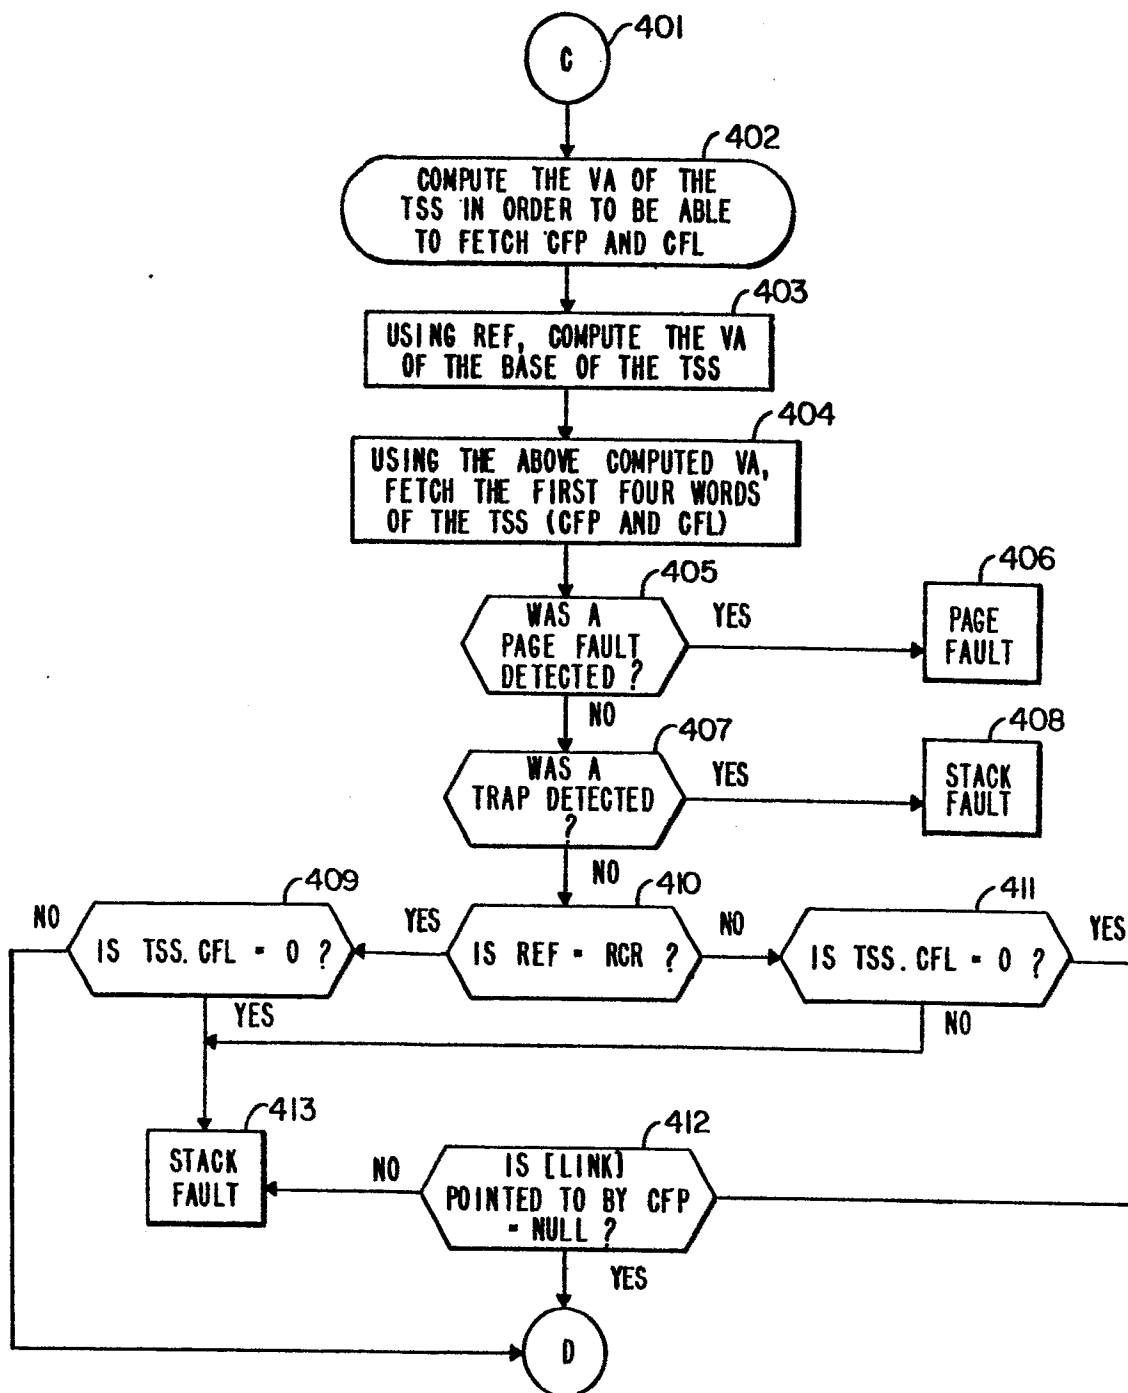 401
C
402
COMPUTE THE VA OF THE
TSS IN ORDER TO BE ABLE
TO FETCH CFP AND CFL
403
USING REF, COMPUTE THE VA
OF THE BASE OF THE TSS
404
USING THE ABOVE COMPUTED VA,
FETCH THE FIRST FOUR WORDS
OF THE TSS (CFP AND CFL)
405
406
WAS A
PAGE FAULT
DETECTED ?
YES
PAGE
FAULT
NO
407
408
WAS A
TRAP DETECTED
?
YES
STACK
FAULT
NO
409
410
411
NO
IS TSS.CFL = 0 ?
YES
IS REF = RCR ?
NO
IS TSS.CFL = 0 ?
YES
YES
NO
413
412
STACK
FAULT
NO
IS [LINK]
POINTED TO BY CFP
= NULL ?
YES
D